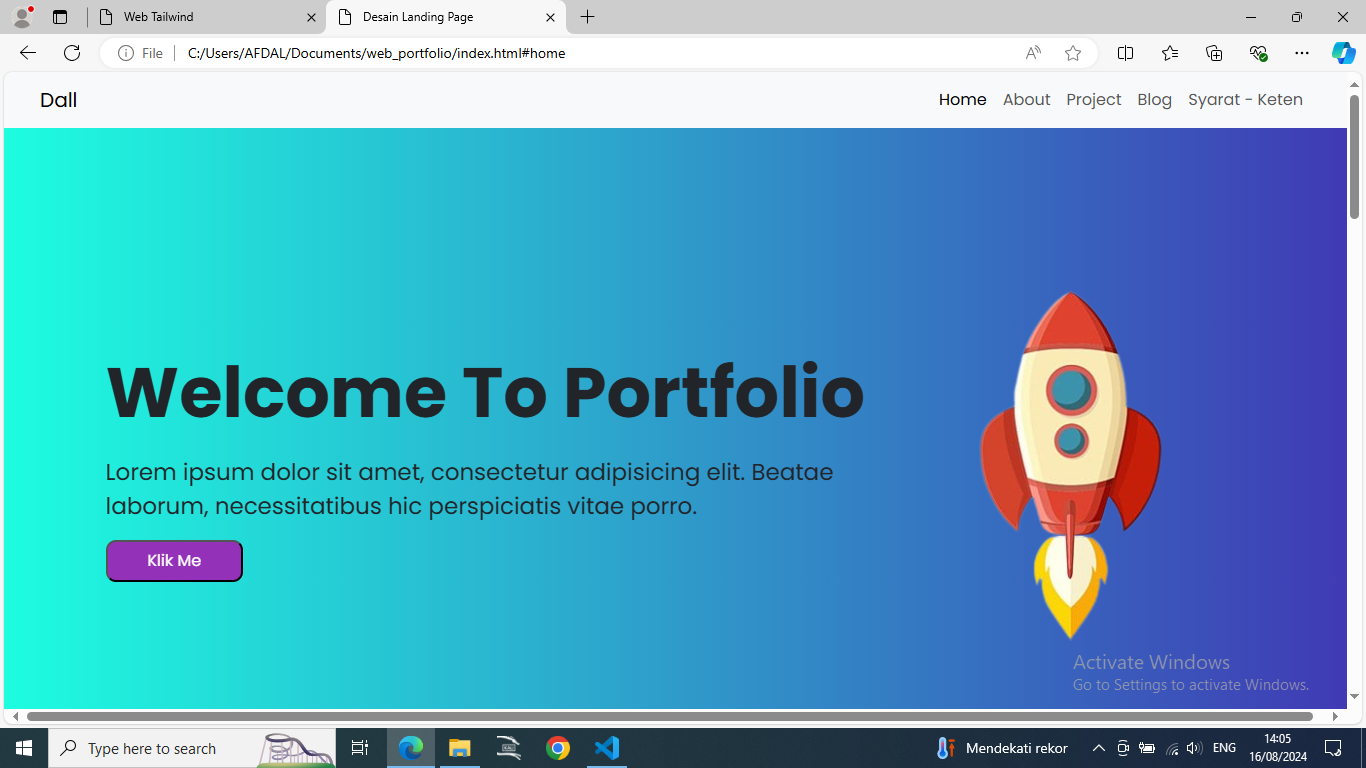 Web Tailwind
Desain Landing Page
File
C:/Users/AFDAL/Documents/web_portfolio/index.html#home
Dall
Home About Project Blog Syarat - Keten
Welcome To Portfolio
Lorem ipsum dolor sit amet, consectetur adipisicing elit. Beatae
laborum, necessitatibus hic perspiciatis vitae porro.
Klik Me
Activate Windows
Go to Settings to activate Windows.
Type here to search
Mendekati rekor
ENG
14:05
16/08/2024